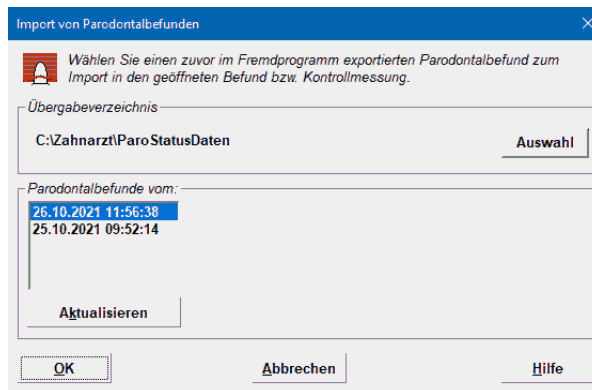 Import von Parodontalbefunden
Wählen Sie einen zuvor im Fremdprogramm exportierten Parodontalbefund zum
Import in den geöffneten Befund bzw. Kontrollmessung.
Übergabeverzeichnis
C:\Zahnarzt\ParoStatusDaten
Auswahl
Parodontalbefunde vom:
26.10.2021 11:56:38
25.10.2021 09:52:14
Aktualisieren
OK
Abbrechen
Hilfe